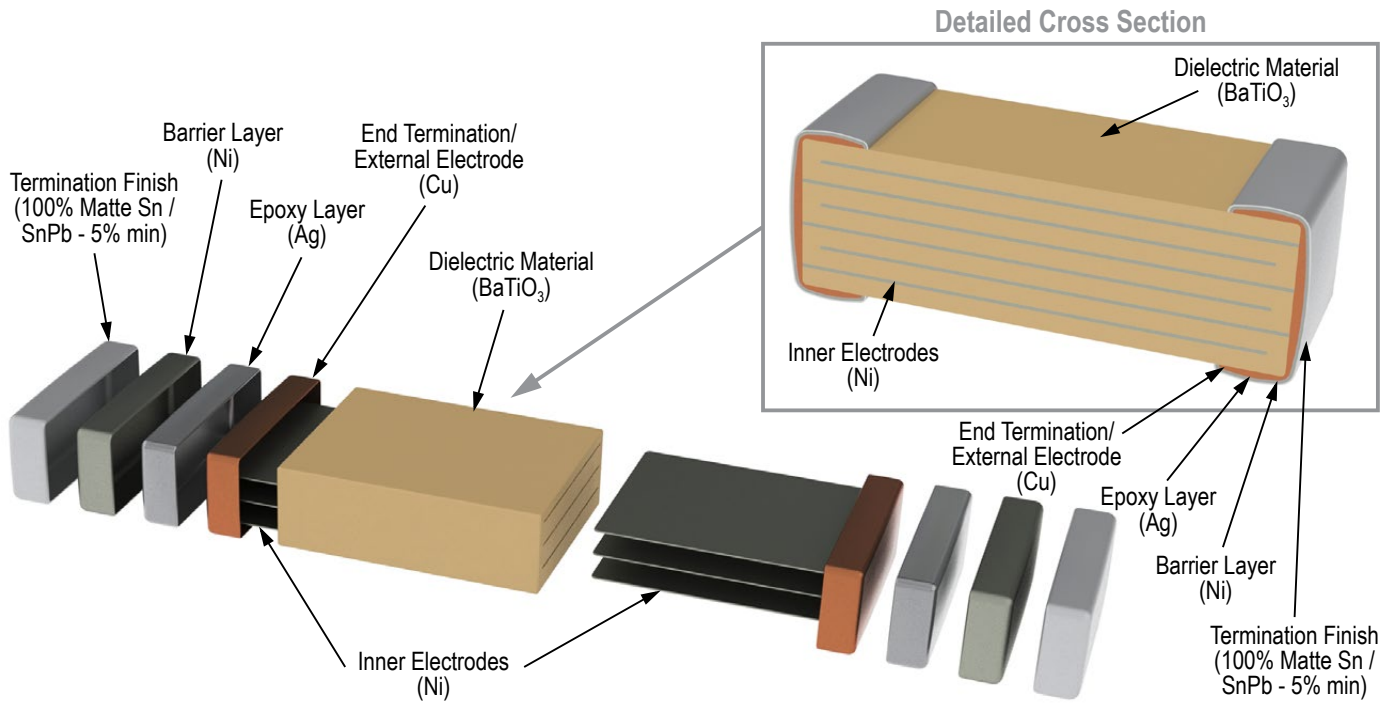 Detailed Cross Section
Dielectric Material
(BaTiO₃)
Inner Electrodes
(Ni)
End Termination/
External Electrode
(Cu)
Epoxy Layer
(Ag)
Barrier Layer
(Ni)
Termination Finish
(100% Matte Sn /
SnPb - 5% min)
Termination Finish
(100% Matte Sn /
SnPb - 5% min)
Barrier Layer
(Ni)
Epoxy Layer
(Ag)
End Termination/
External Electrode
(Cu)
Dielectric Material
(BaTiO₃)
Inner Electrodes
(Ni)